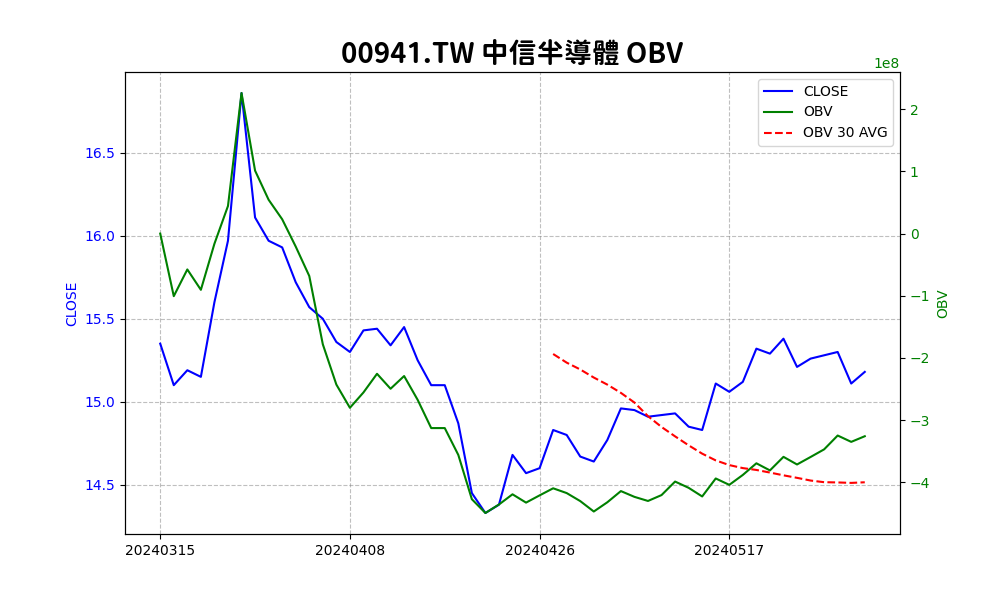 00941.TW 中信半導體 OBV
1e8
CLOSE
OBV
OBV 30 AVG
16.5
16.0
15.5
15.0
14.5
CLOSE
2
1
0
−1
−2
−3
−4
OBV
20240315
20240408
20240426
20240517